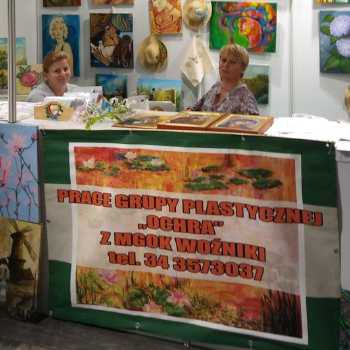 PRACE GRUPY PLASTYCZNEJ
„OCHRA"
Z MGOK WOŹNIKI
tel. 34 3573037